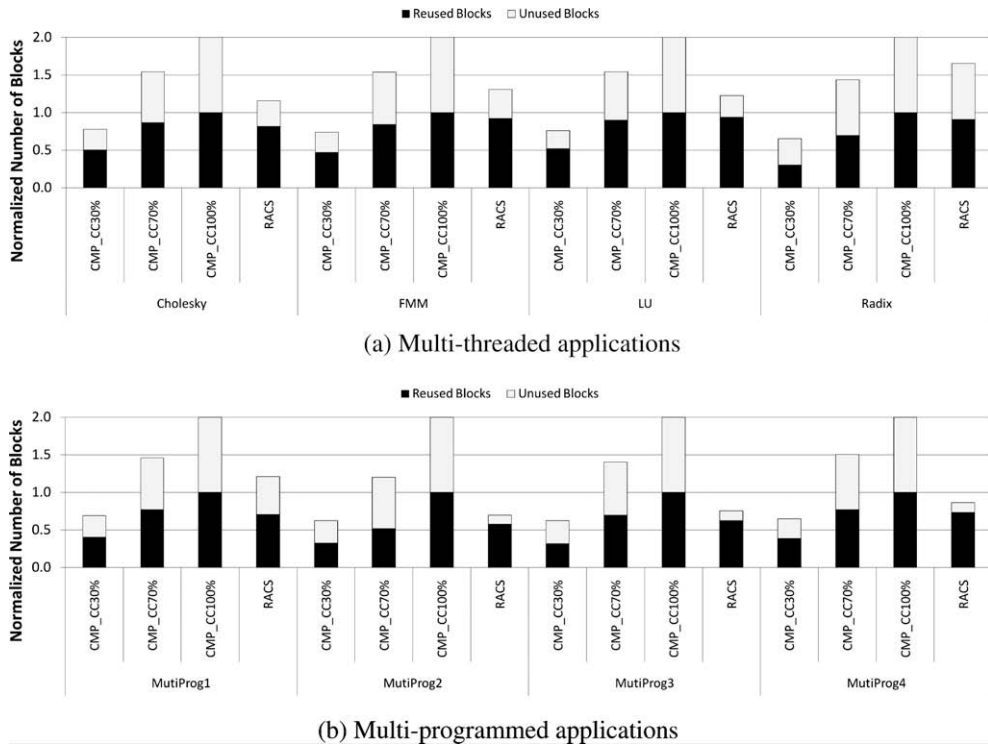 ■ Reused Blocks □ Unused Blocks
Normalized Number of Blocks
2.0
1.5
1.0
0.5
0.0
CMP_CC30% CMP_CC70% CMP_CC100% RACS CMP_CC30% CMP_CC70% CMP_CC100% RACS CMP_CC30% CMP_CC70% CMP_CC100% RACS CMP_CC30% CMP_CC70% CMP_CC100% RACS
Cholesky FMM LU Radix
(a) Multi-threaded applications
■ Reused Blocks □ Unused Blocks
Normalized Number of Blocks
2.0
1.5
1.0
0.5
0.0
CMP_CC30% CMP_CC70% CMP_CC100% RACS CMP_CC30% CMP_CC70% CMP_CC100% RACS CMP_CC30% CMP_CC70% CMP_CC100% RACS CMP_CC30% CMP_CC70% CMP_CC100% RACS
MutiProg1 MutiProg2 MutiProg3 MutiProg4
(b) Multi-programmed applications